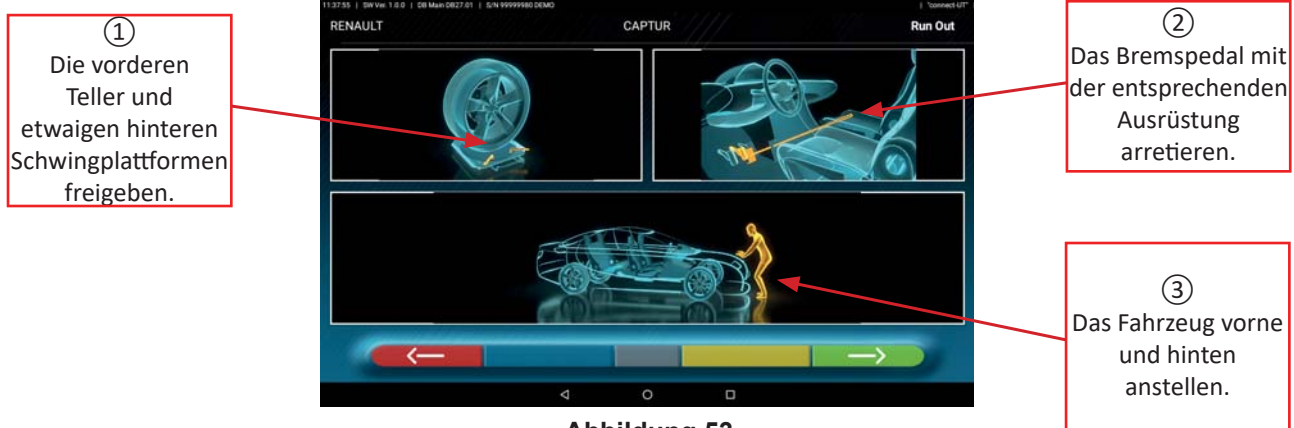 ①
Die vorderen
Teller und
etwaigen hinteren
Schwingplattformen
freigeben.
11:37:55 | SW Ver. 1.0.0 | DB Main DB27.01 | S/N 99999980 DEMO | "connect-UT"
RENAULT CAPTUR Run Out
②
Das Bremspedal mit
der entsprechenden
Ausrüstung
arretieren.
③
Das Fahrzeug vorne
und hinten
anstellen.
Abbildung 53